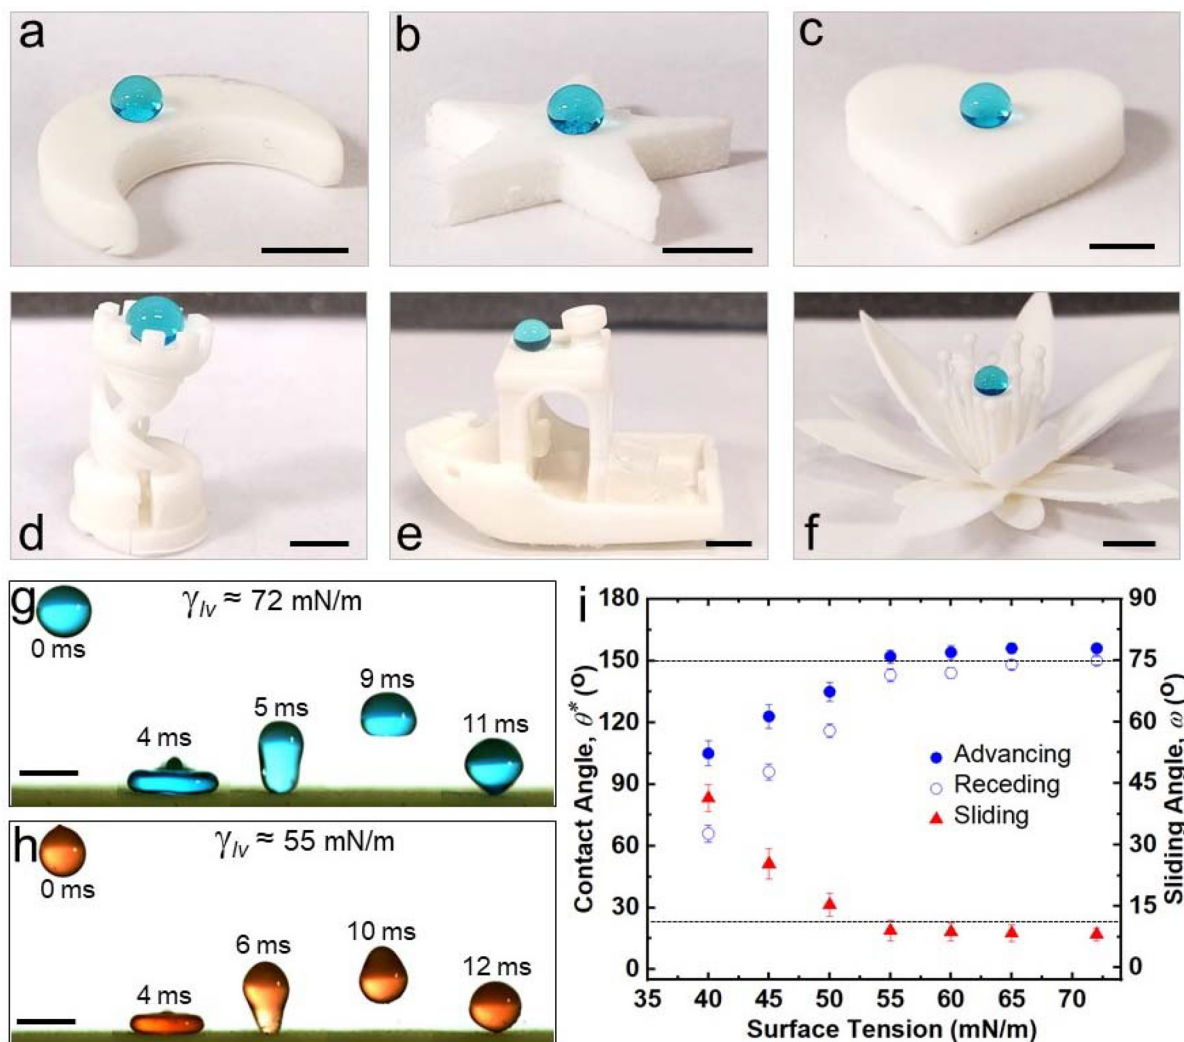 a
b
c
d
e
f
g
γlv ≈ 72 mN/m
0 ms
4 ms
5 ms
9 ms
11 ms
h
γlv ≈ 55 mN/m
0 ms
4 ms
6 ms
10 ms
12 ms
i
Contact Angle, θ* (°)
180
150
120
90
60
30
0
Advancing
Receding
Sliding
90
75
60
45
30
15
0
Sliding Angle, ω (°)
35 40 45 50 55 60 65 70
Surface Tension (mN/m)